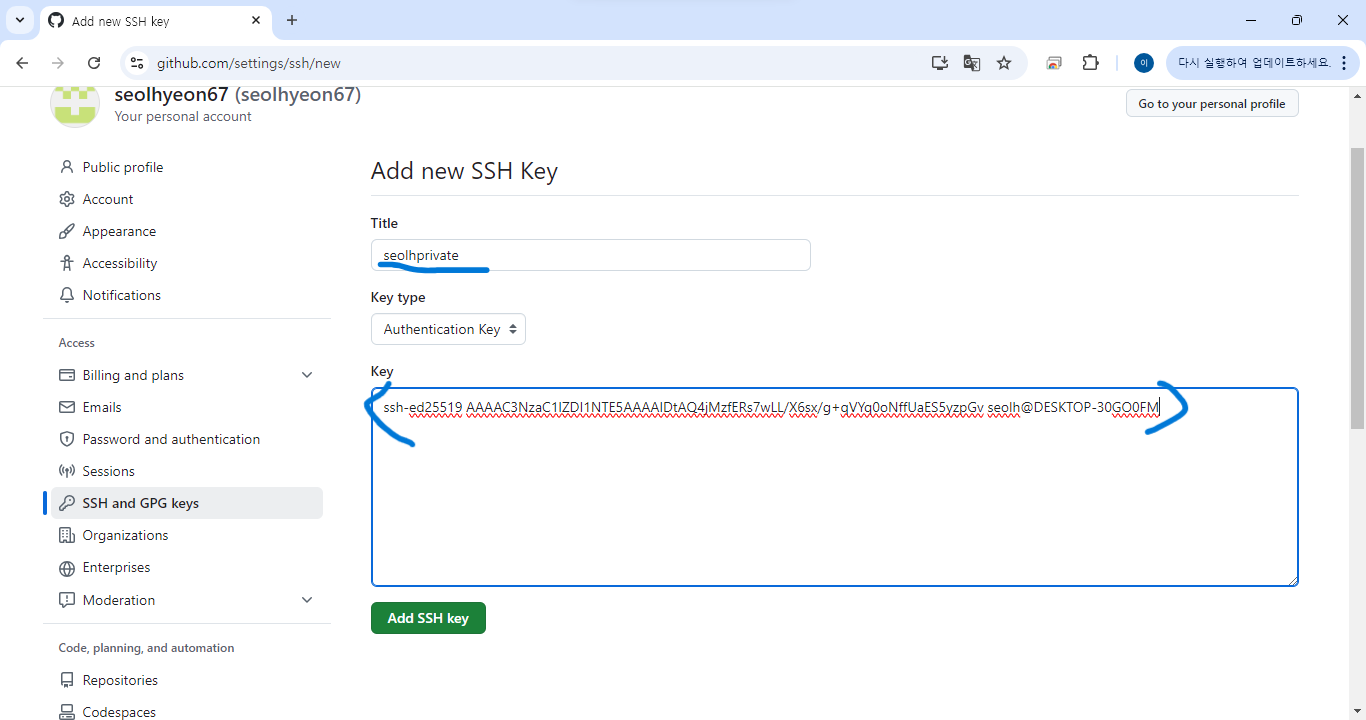 Add new SSH key
github.com/settings/ssh/new
이
다시 실행하여 업데이트하세요.
seolhyeon67 (seolhyeon67)
Your personal account
Go to your personal profile
Public profile
Account
Appearance
Accessibility
Notifications
Access
Billing and plans
Emails
Password and authentication
Sessions
SSH and GPG keys
Organizations
Enterprises
Moderation
Code, planning, and automation
Repositories
Codespaces
Add new SSH Key
Title
seolhprivate
Key type
Authentication Key
Key
ssh-ed25519 AAAAC3NzaC1lZDI1NTE5AAAAIDtAQ4jMzfERs7wLL/X6sx/g+qVYq0oNffUaES5yzpGv seolh@DESKTOP-30GO0FM
Add SSH key